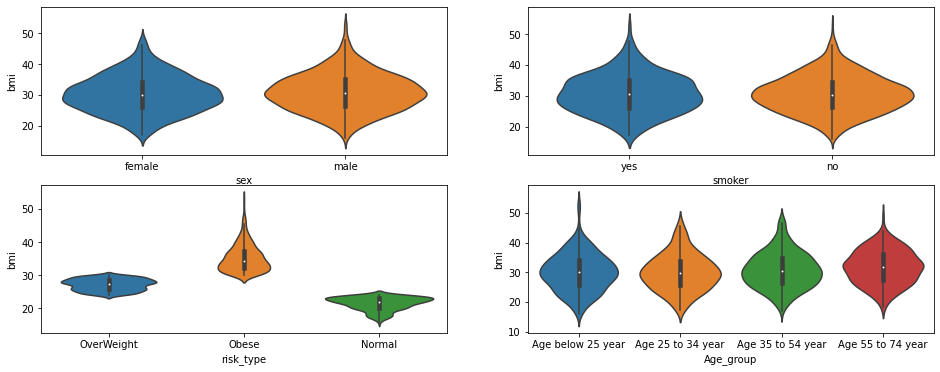 bmi
50
40
30
20
female
male
sex
bmi
50
40
30
20
yes
no
smoker
bmi
50
40
30
20
OverWeight
Obese
Normal
risk_type
bmi
50
40
30
20
10
Age below 25 year
Age 25 to 34 year
Age 35 to 54 year
Age 55 to 74 year
Age_group